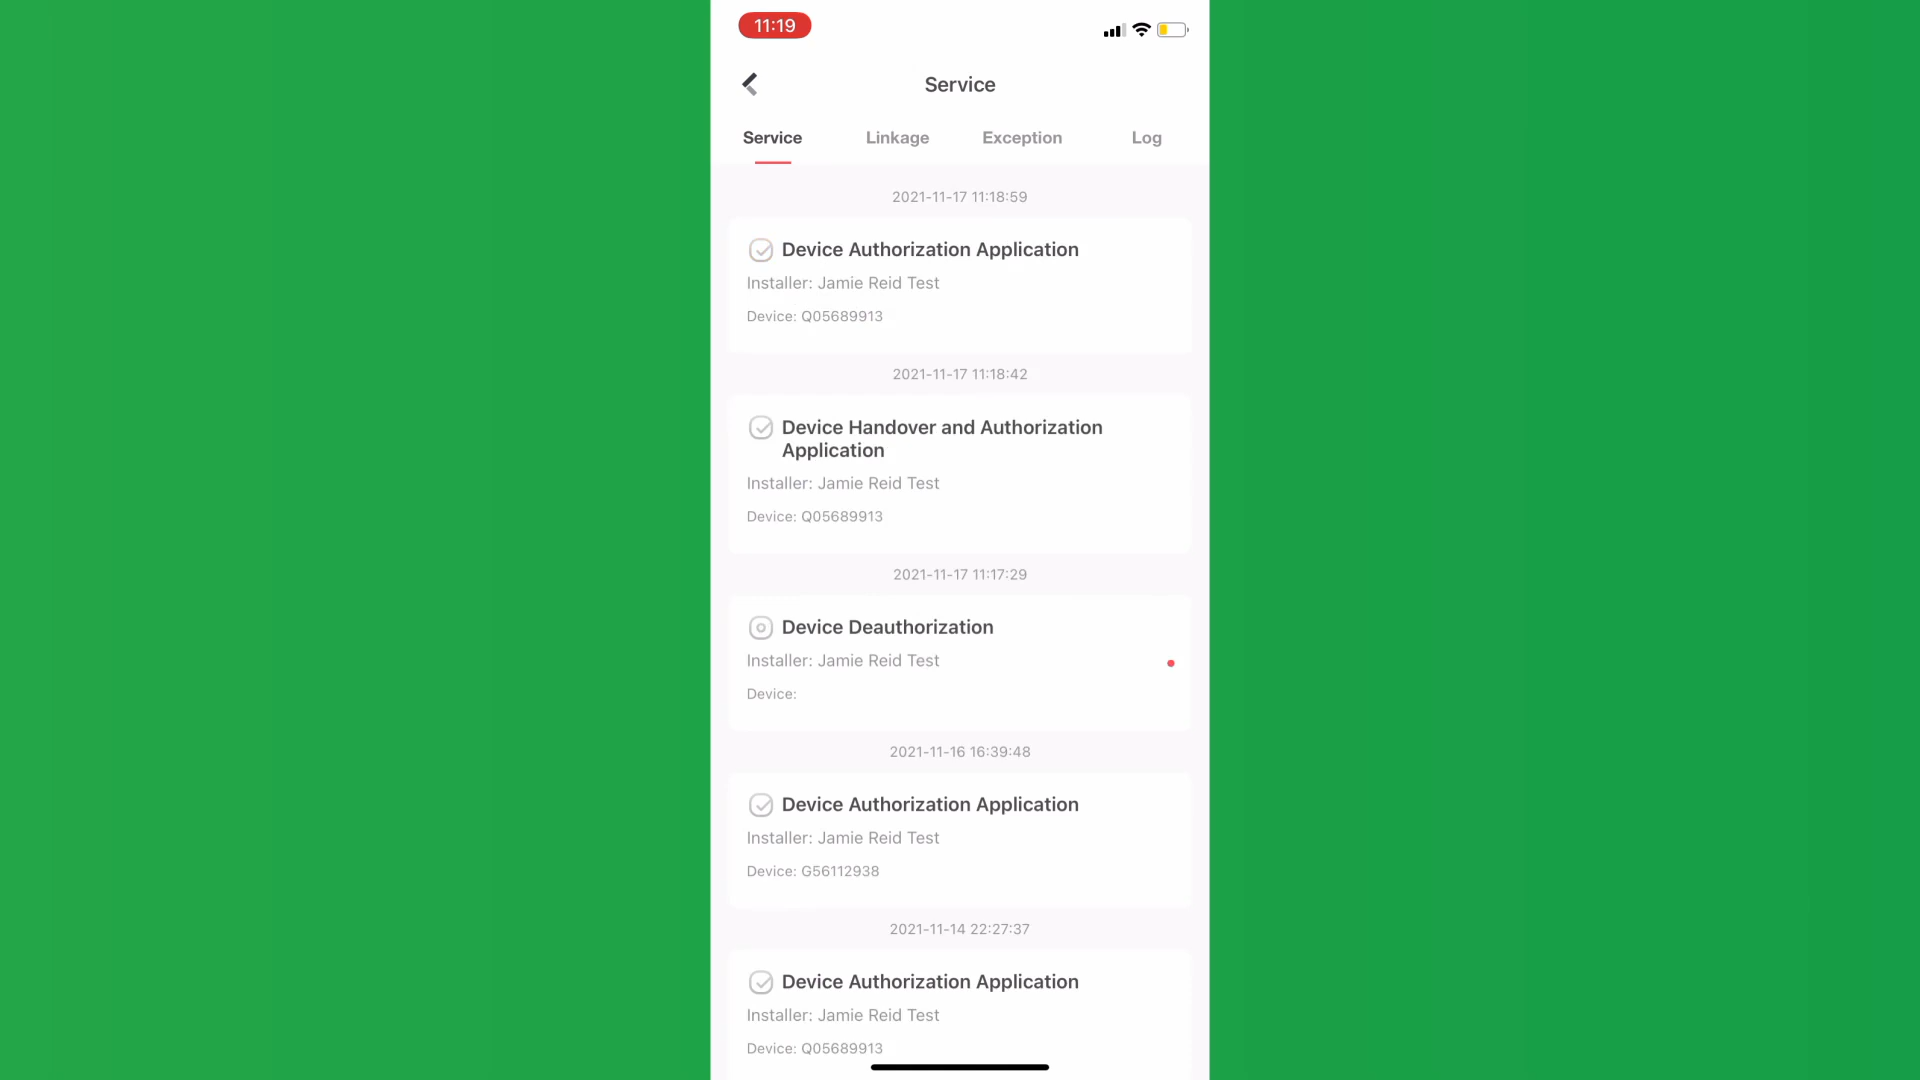 11:19
Service
Service Linkage Exception Log
2021-11-17 11:18:59
Device Authorization Application
Installer: Jamie Reid Test
Device: Q05689913
2021-11-17 11:18:42
Device Handover and Authorization
Application
Installer: Jamie Reid Test
Device: Q05689913
2021-11-17 11:17:29
Device Deauthorization
Installer: Jamie Reid Test
Device:
2021-11-16 16:39:48
Device Authorization Application
Installer: Jamie Reid Test
Device: G56112938
2021-11-14 22:27:37
Device Authorization Application
Installer: Jamie Reid Test
Device: Q05689913